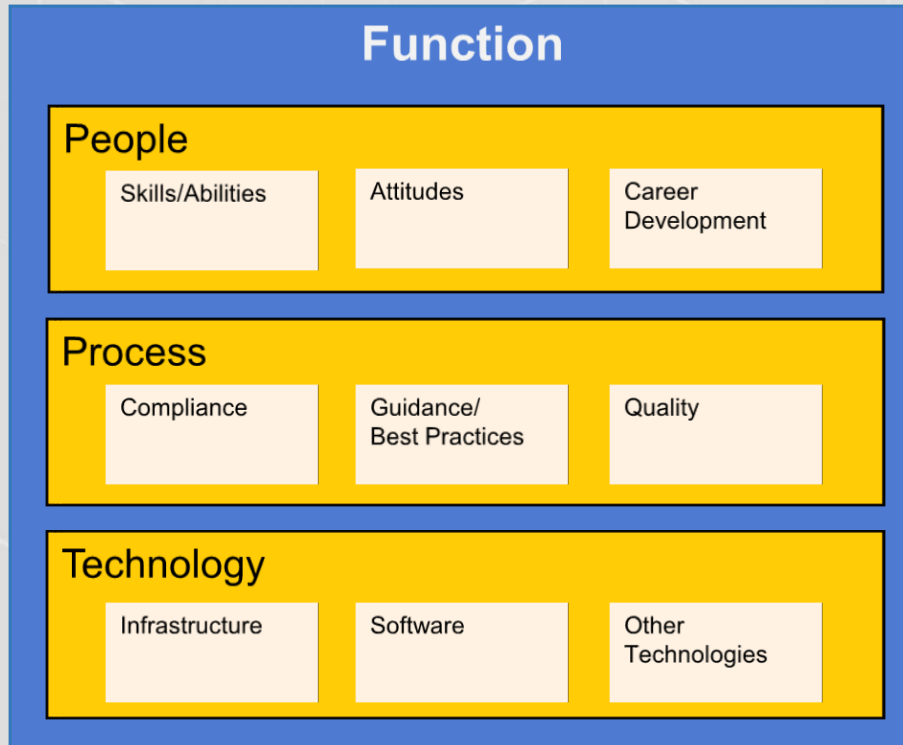 Function
People
Skills/Abilities
Attitudes
Career
Development
Process
Compliance
Guidance/
Best Practices
Quality
Technology
Infrastructure
Software
Other
Technologies